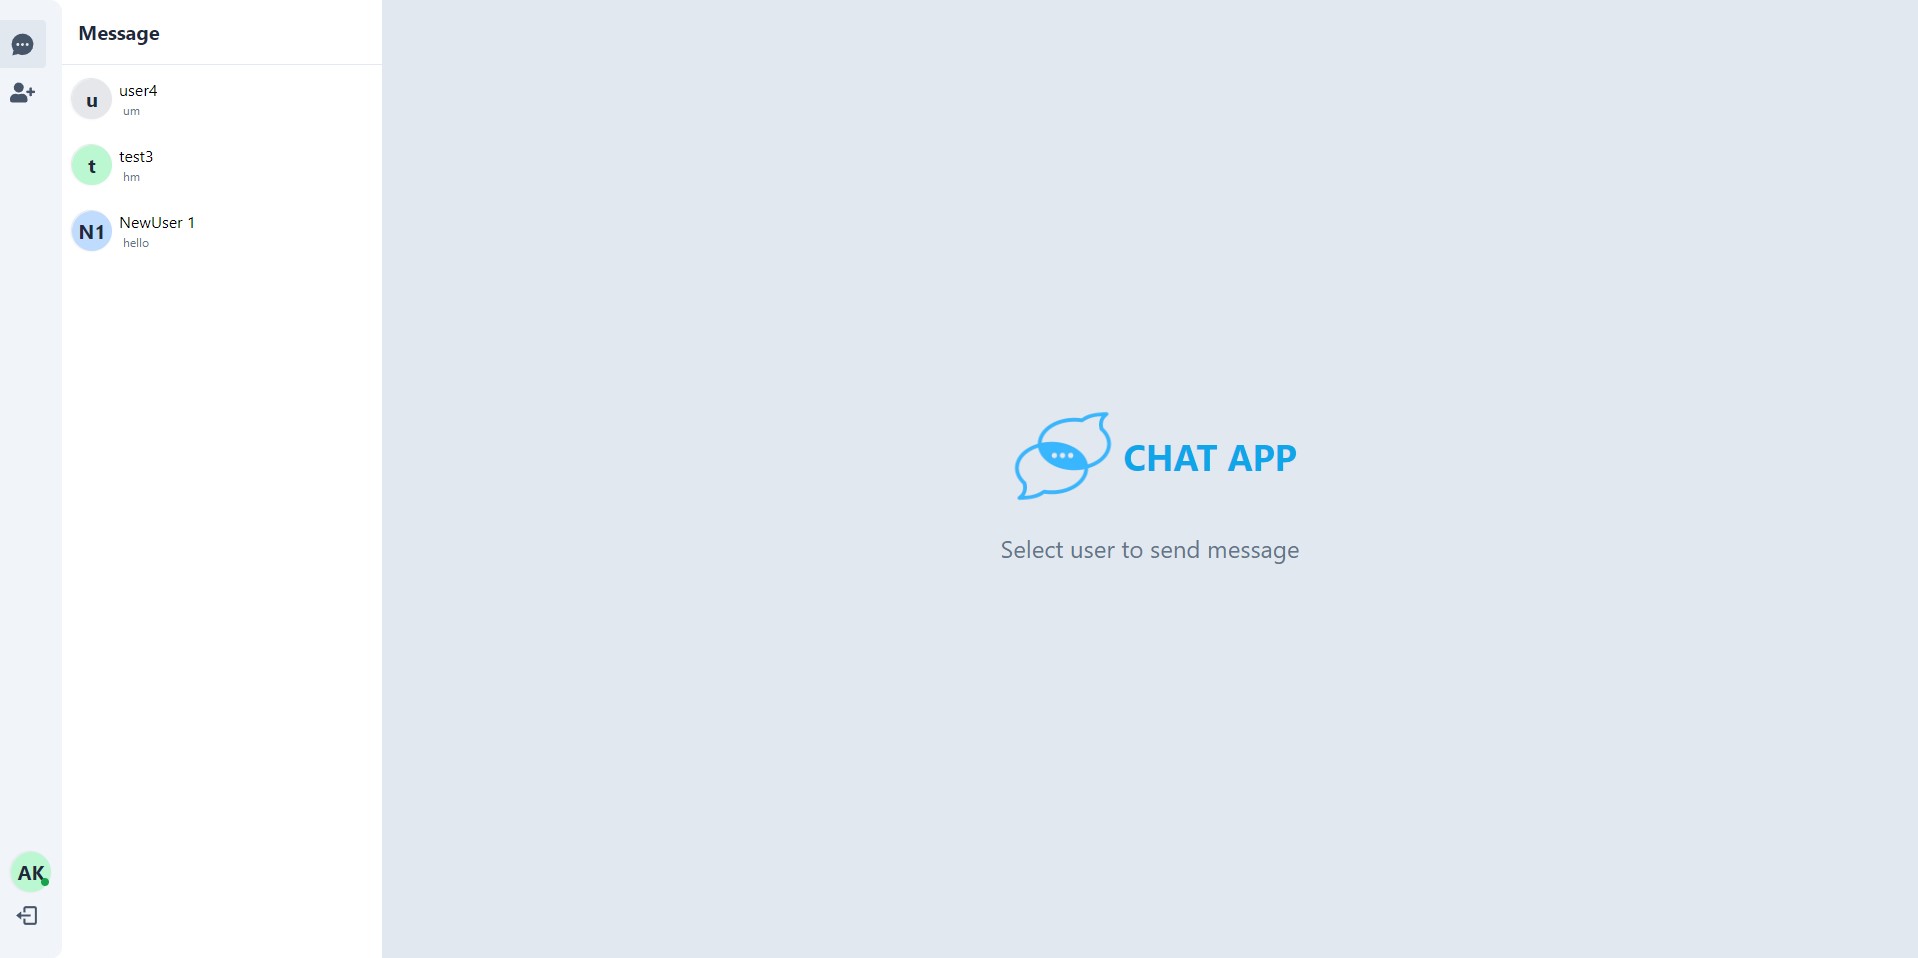 Message
u
user4
um
t
test3
hm
N1
NewUser 1
hello
CHAT APP
Select user to send message
AK